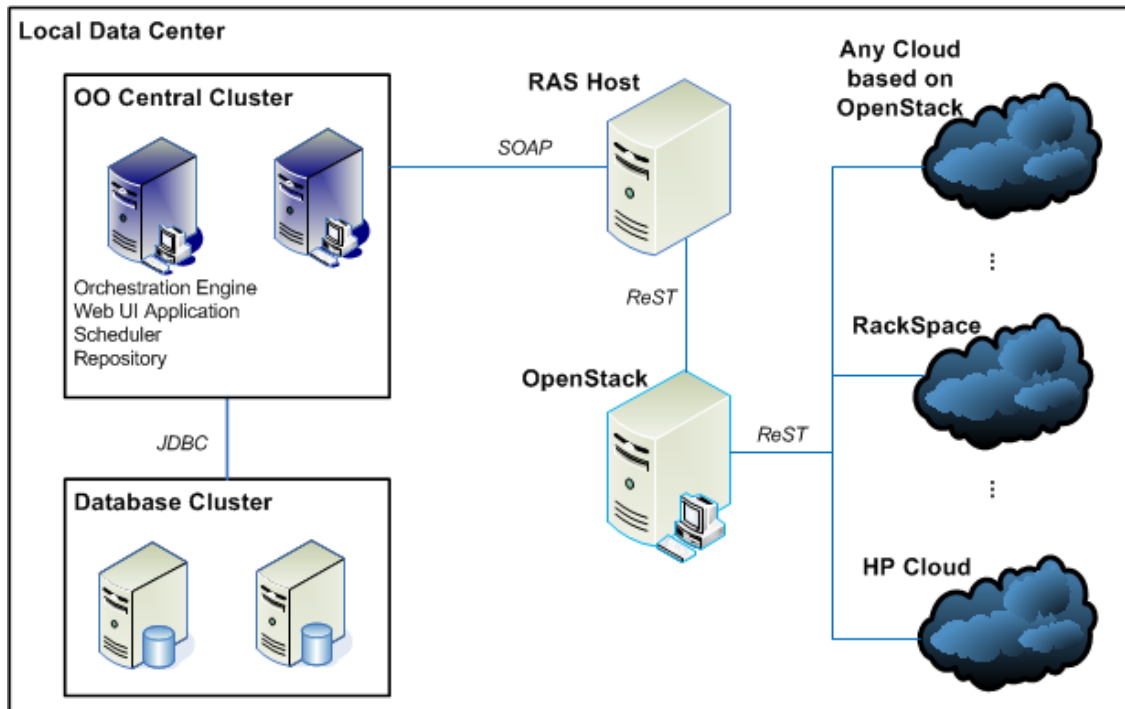 Local Data Center
OO Central Cluster
Orchestration Engine
Web UI Application
Scheduler
Repository
JDBC
Database Cluster
SOAP
RAS Host
ReST
OpenStack
ReST
Any Cloud
based on
OpenStack
...
RackSpace
...
HP Cloud